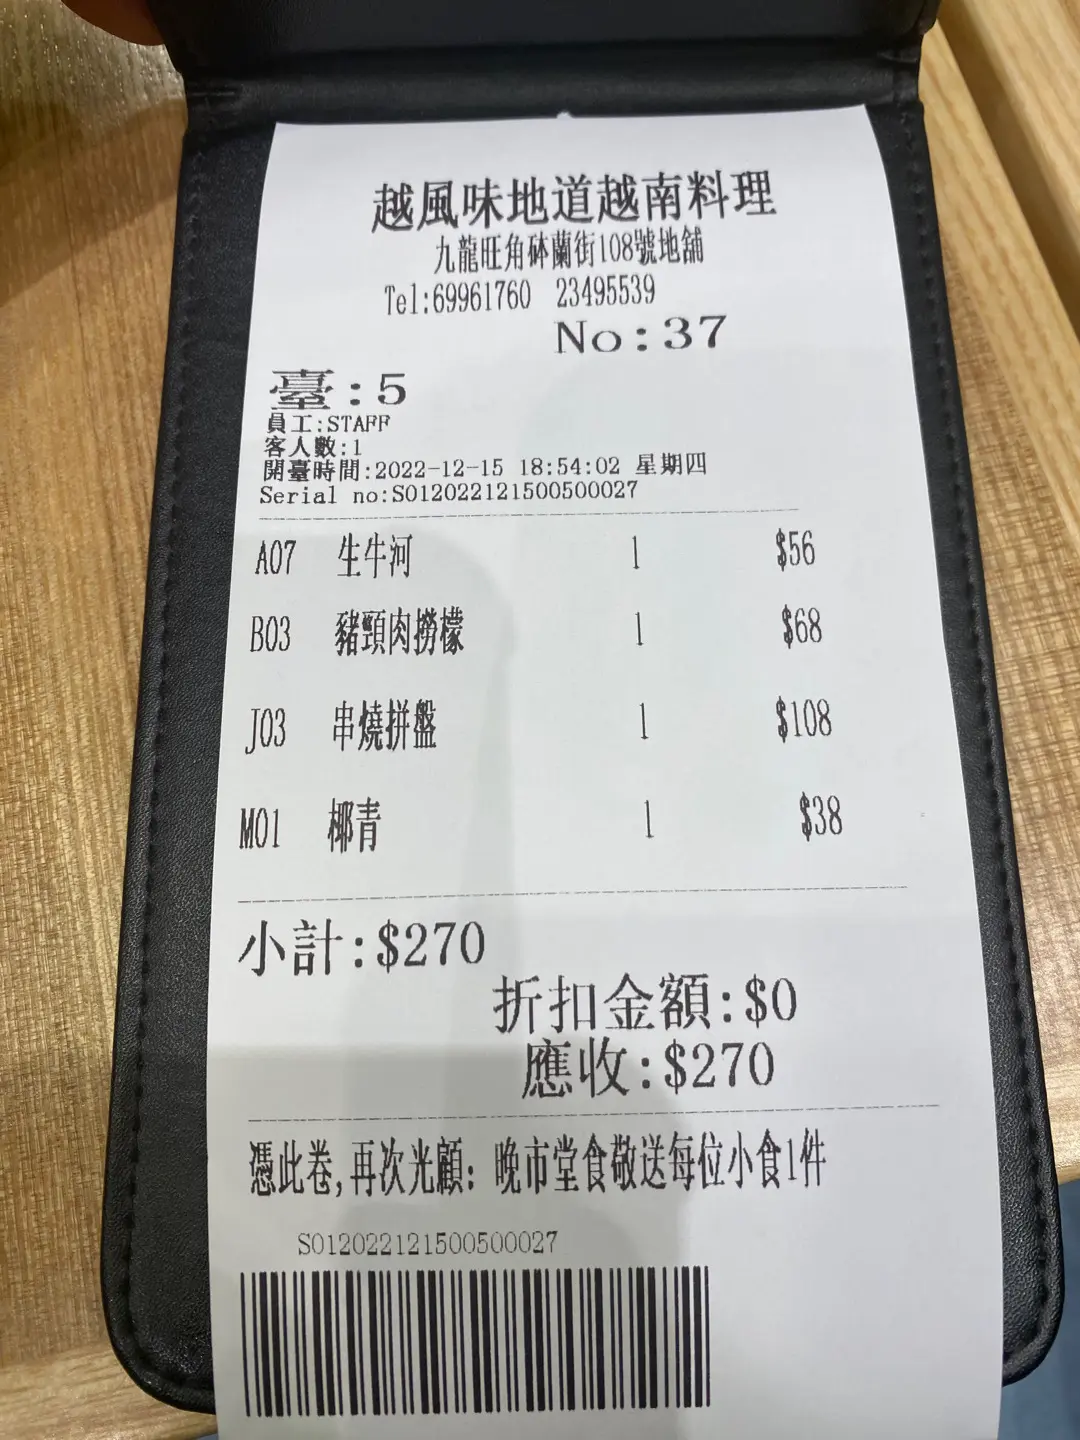 越風味地道越南料理
九龍旺角砵蘭街108號地舖
Tel:69961760 23495539
No:37
臺:5
員工:STAFF
客人數:1
開臺時間:2022-12-15 18:54:02 星期四
Serial no:S012022121500500027
A07 生牛河 1 $56
B03 豬頸肉撈檬 1 $68
J03 串燒拼盤 1 $108
M01 椰青 1 $38
小計:$270
折扣金額:$0
應收:$270
憑此卷,再次光顧: 晚市堂食敬送每位小食1件
S012022121500500027